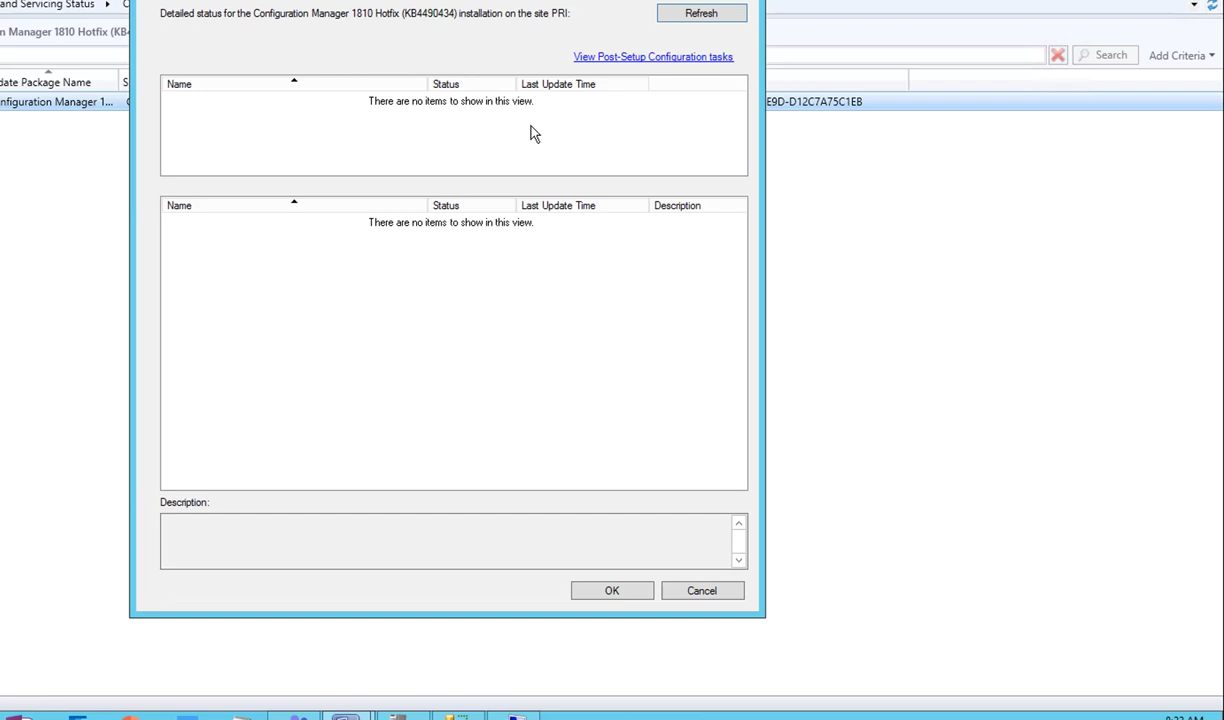 and Servicing Status
Detailed status for the Configuration Manager 1810 Hotfix (KB4490434) installation on the site PRI:
Refresh
n Manager 1810 Hotfix (KB4
View Post-Setup Configuration tasks
Search
Add Criteria
date Package Name
S
Name
Status
Last Update Time
nfiguration Manager 1...
There are no items to show in this view.
E9D-D12C7A75C1EB
Name
Status
Last Update Time
Description
There are no items to show in this view.
Description:
OK
Cancel